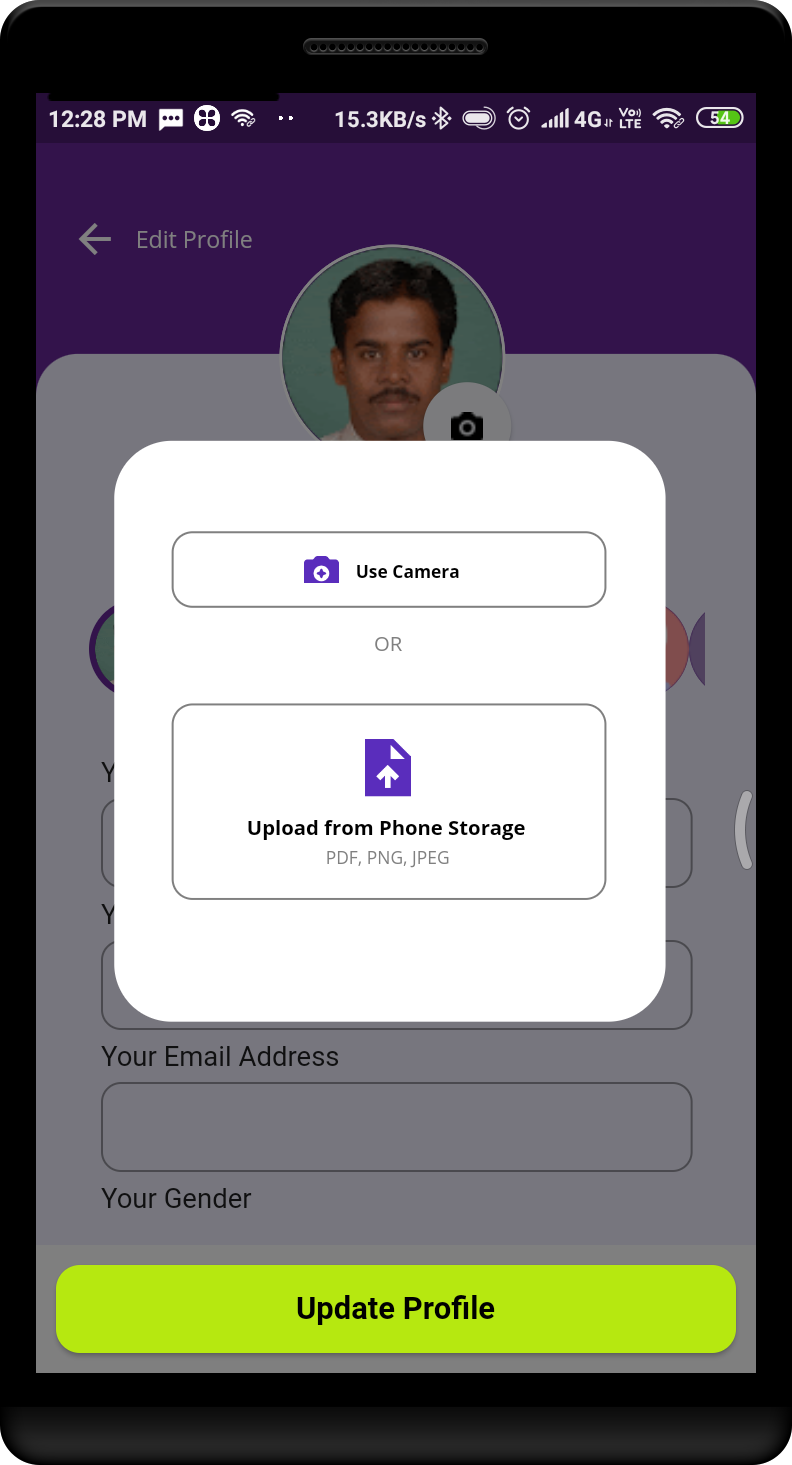 12:28 PM 15.3KB/s 4G Vo) LTE 54
Edit Profile
Use Camera
OR
Y
Upload from Phone Storage
PDF, PNG, JPEG
Y
Your Email Address
Your Gender
Update Profile